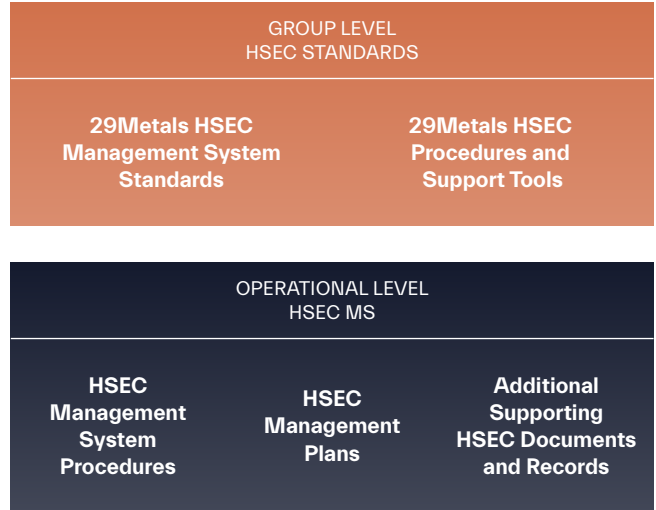 GROUP LEVEL
HSEC STANDARDS
29Metals HSEC
Management System
Standards
29Metals HSEC
Procedures and
Support Tools
OPERATIONAL LEVEL
HSEC MS
HSEC
Management
System
Procedures
HSEC
Management
Plans
Additional
Supporting
HSEC Documents
and Records